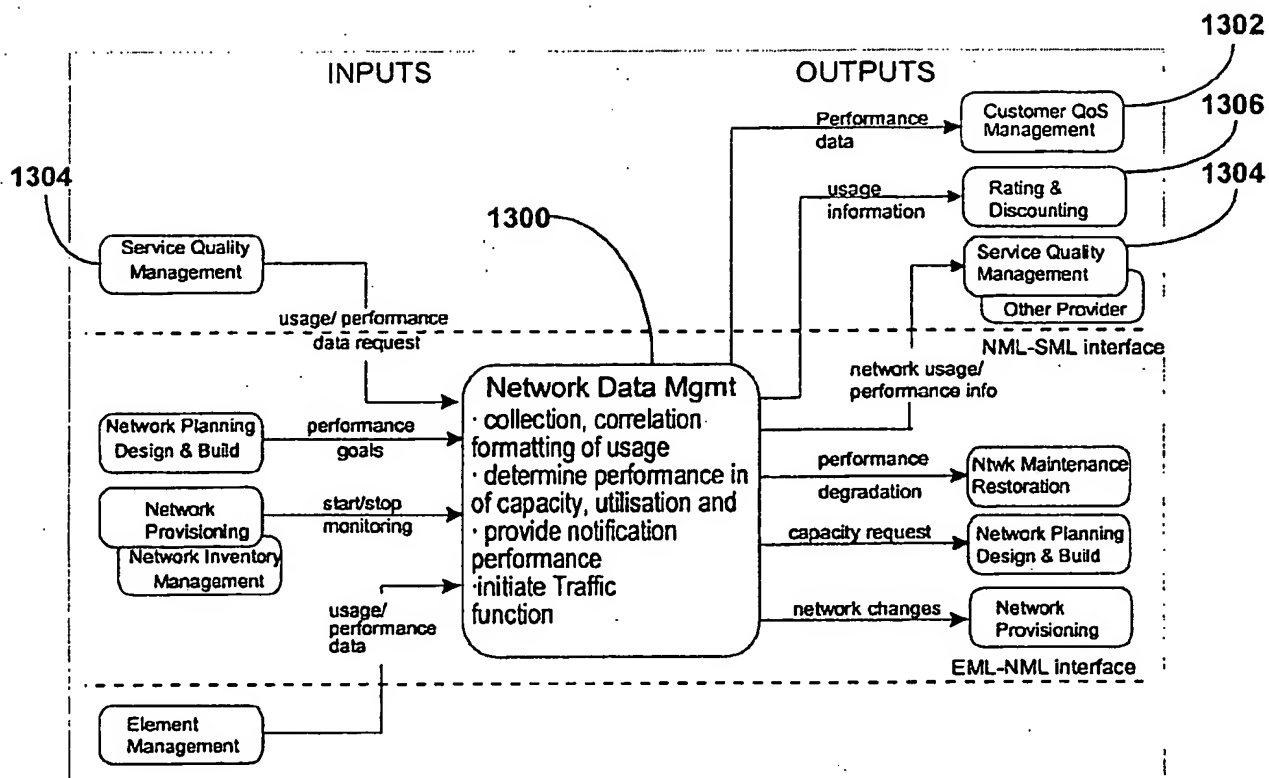 1302
INPUTS
OUTPUTS
Performance
data
Customer QoS
Management
1306
1304
1304
usage
information
Rating &
Discounting
1300
Service Quality
Management
Service Quality
Management
Other Provider
usage/ performance
data request
NML-SML interface
network usage/
performance info
Network Data Mgmt
· collection, correlation
formatting of usage
· determine performance in
of capacity, utilisation and
· provide notification
performance
·initiate Traffic
function
Network Planning
Design & Build
performance
goals
Network
Provisioning
start/stop
monitoring
Network Inventory
Management
performance
degradation
Ntwk Maintenance
Restoration
capacity request
Network Planning
Design & Build
usage/
performance
data
network changes
Network
Provisioning
EML-NML interface
Element
Management